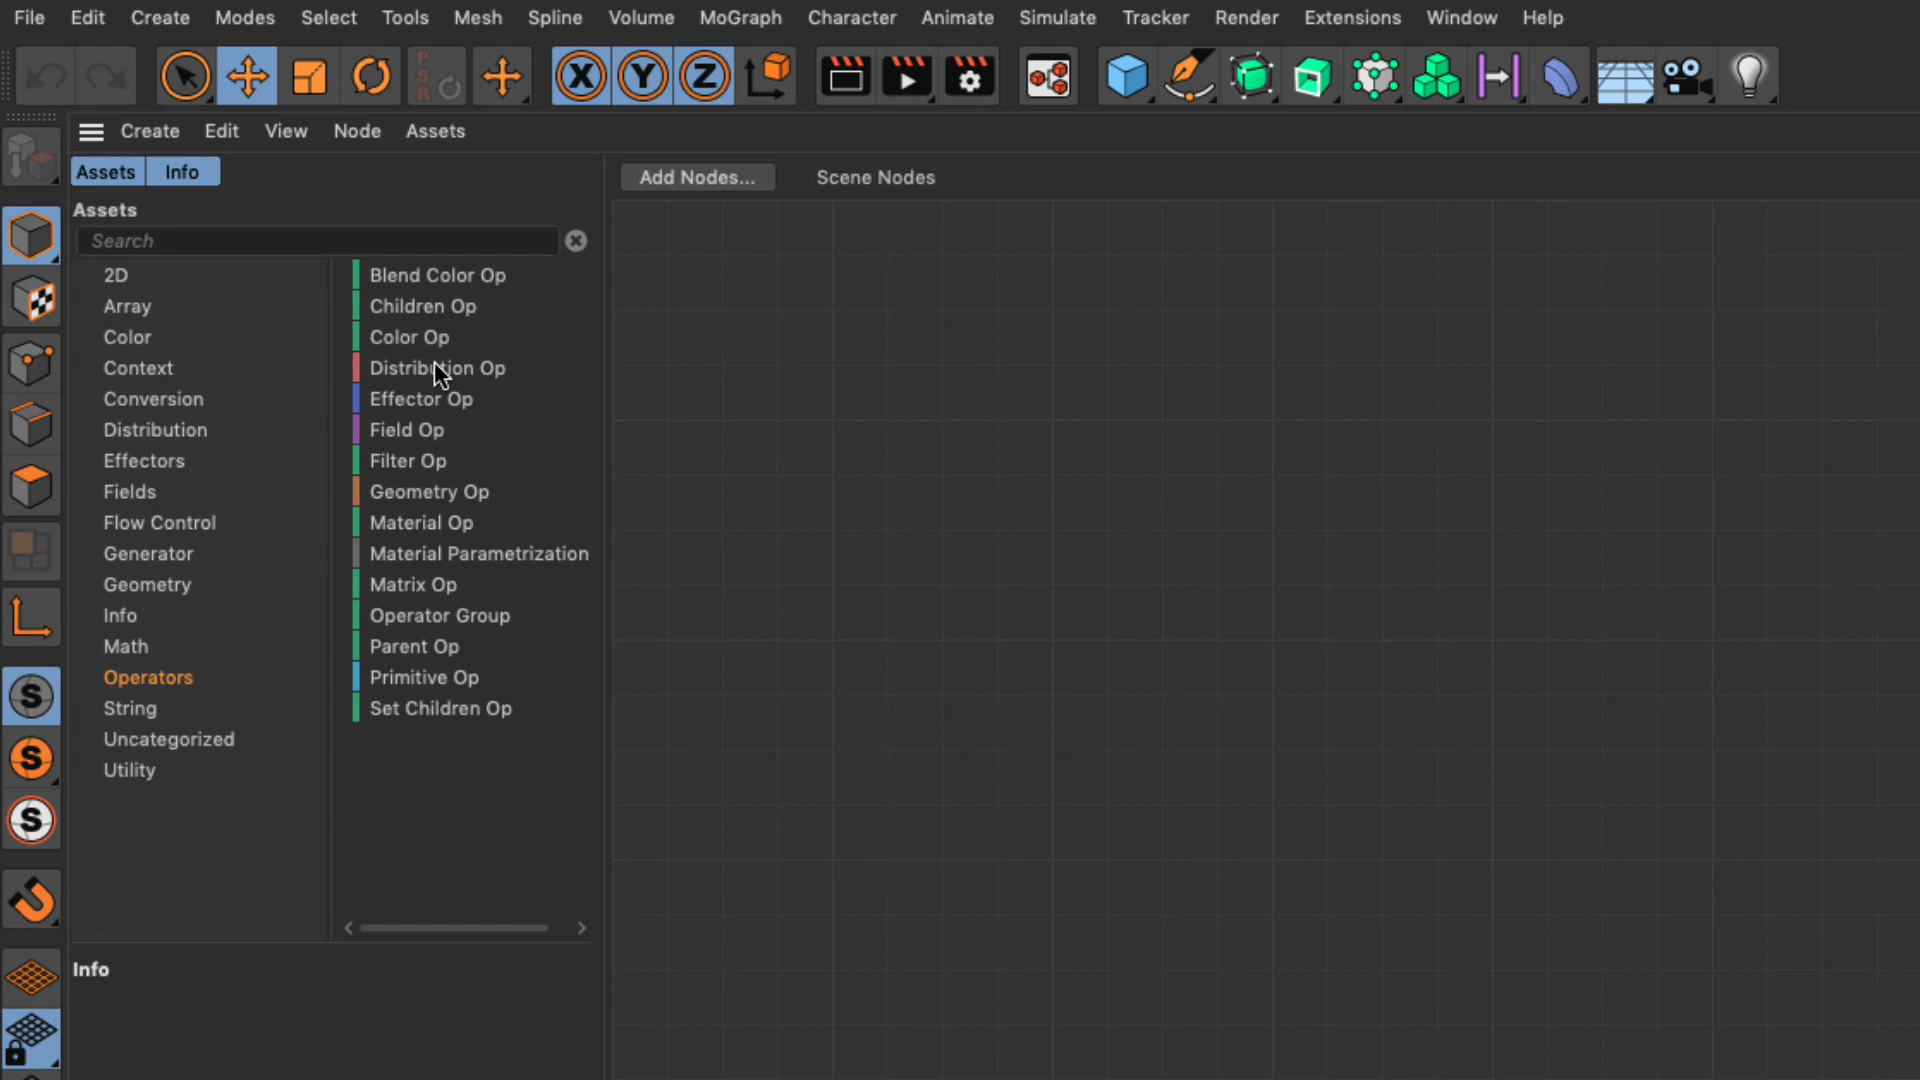 File Edit Create Modes Select Tools Mesh Spline Volume MoGraph Character Animate Simulate Tracker Render Extensions Window Help
P S R X Y Z
Create Edit View Node Assets
Assets Info
Add Nodes... Scene Nodes
Assets
Search
2D
Array
Color
Context
Conversion
Distribution
Effectors
Fields
Flow Control
Generator
Geometry
Info
Math
Operators
String
Uncategorized
Utility
Blend Color Op
Children Op
Color Op
Distribution Op
Effector Op
Field Op
Filter Op
Geometry Op
Material Op
Material Parametrization
Matrix Op
Operator Group
Parent Op
Primitive Op
Set Children Op
S
S
S
Info